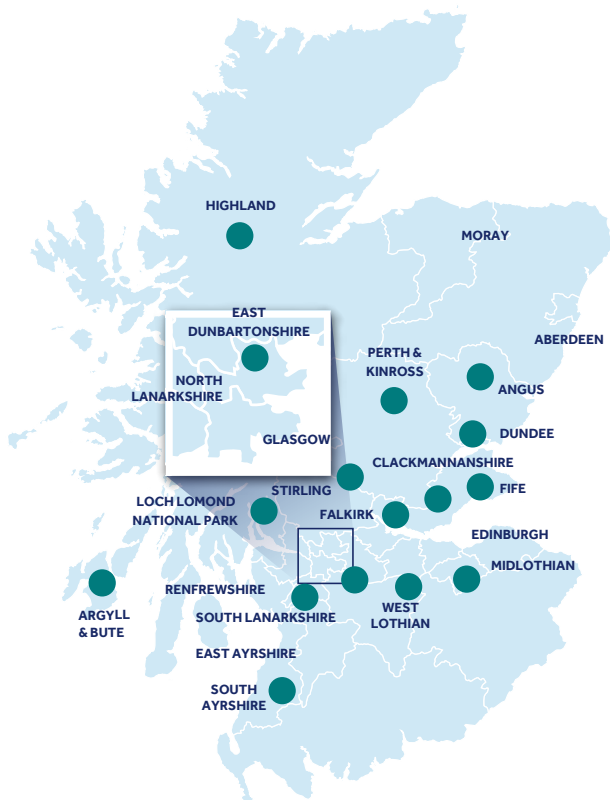 HIGHLAND
MORAY
EAST
DUNBARTONSHIRE
ABERDEEN
PERTH &
KINROSS
NORTH
LANARKSHIRE
ANGUS
GLASGOW
DUNDEE
CLACKMANNANSHIRE
STIRLING
FIFE
LOCH LOMOND
NATIONAL PARK
FALKIRK
EDINBURGH
MIDLOTHIAN
RENFREWSHIRE
ARGYLL
& BUTE
SOUTH LANARKSHIRE
WEST
LOTHIAN
EAST AYRSHIRE
SOUTH
AYRSHIRE